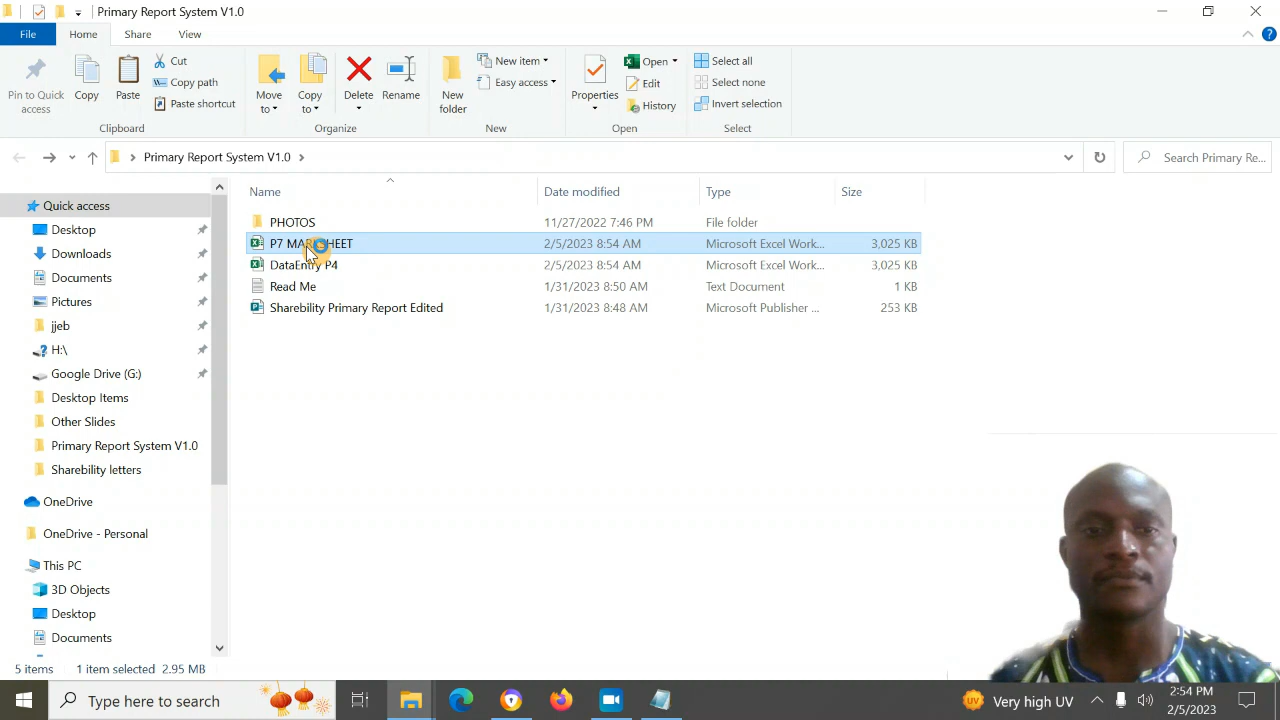 Primary Report System V1.0
File
Home
Share
View
Pin to Quick access
Copy
Paste
Cut
Copy path
Paste shortcut
Clipboard
Move to
Copy to
Delete
Rename
Organize
New folder
New item
Easy access
New
Properties
Open
Edit
History
Open
Select all
Select none
Invert selection
Select
Primary Report System V1.0
Search Primary Re...
Name Date modified Type Size
PHOTOS 11/27/2022 7:46 PM File folder
P7 MARKSHEET 2/5/2023 8:54 AM Microsoft Excel Work... 3,025 KB
DataEntry P4 2/5/2023 8:54 AM Microsoft Excel Work... 3,025 KB
Read Me 1/31/2023 8:50 AM Text Document 1 KB
Sharebility Primary Report Edited 1/31/2023 8:48 AM Microsoft Publisher ... 253 KB
Quick access
Desktop
Downloads
Documents
Pictures
jjeb
H:\
Google Drive (G:)
Desktop Items
Other Slides
Primary Report System V1.0
Sharebility letters
OneDrive
OneDrive - Personal
This PC
3D Objects
Desktop
Documents
5 items 1 item selected 2.95 MB
Type here to search
Very high UV
2:54 PM
2/5/2023